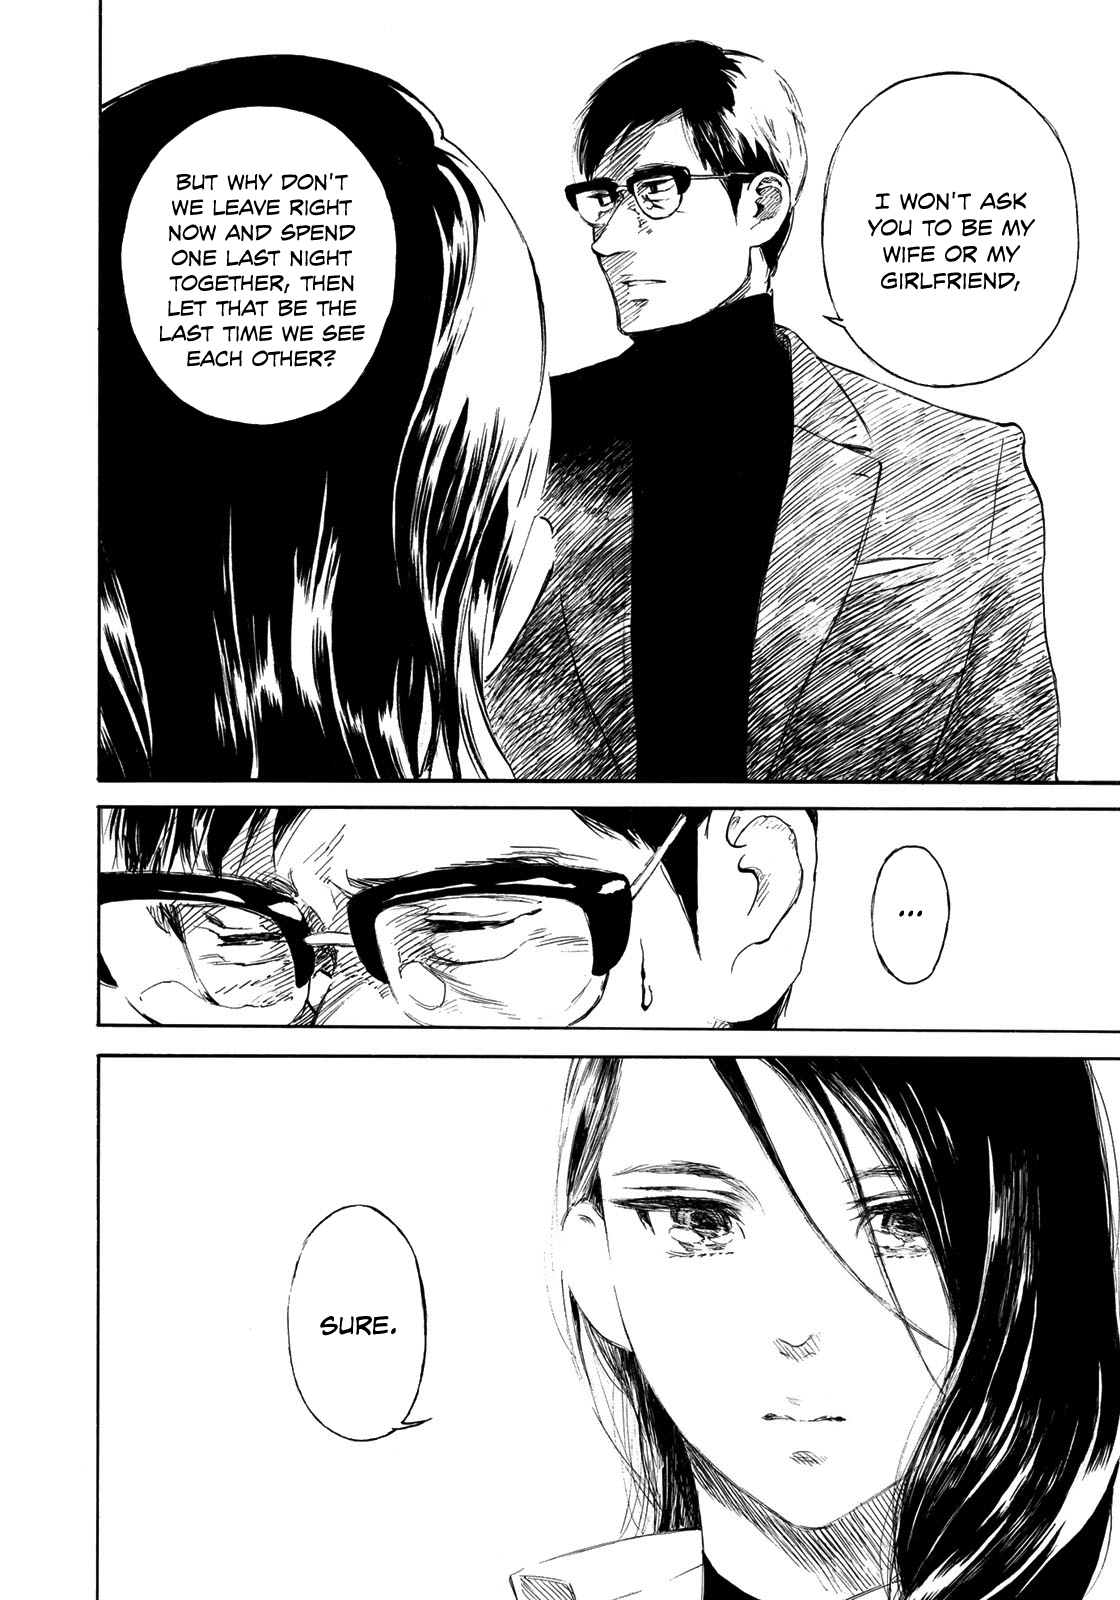 I WON'T ASK
YOU TO BE MY
WIFE OR MY
GIRLFRIEND,
BUT WHY DON'T
WE LEAVE RIGHT
NOW AND SPEND
ONE LAST NIGHT
TOGETHER, THEN
LET THAT BE THE
LAST TIME WE SEE
EACH OTHER?
...
SURE.